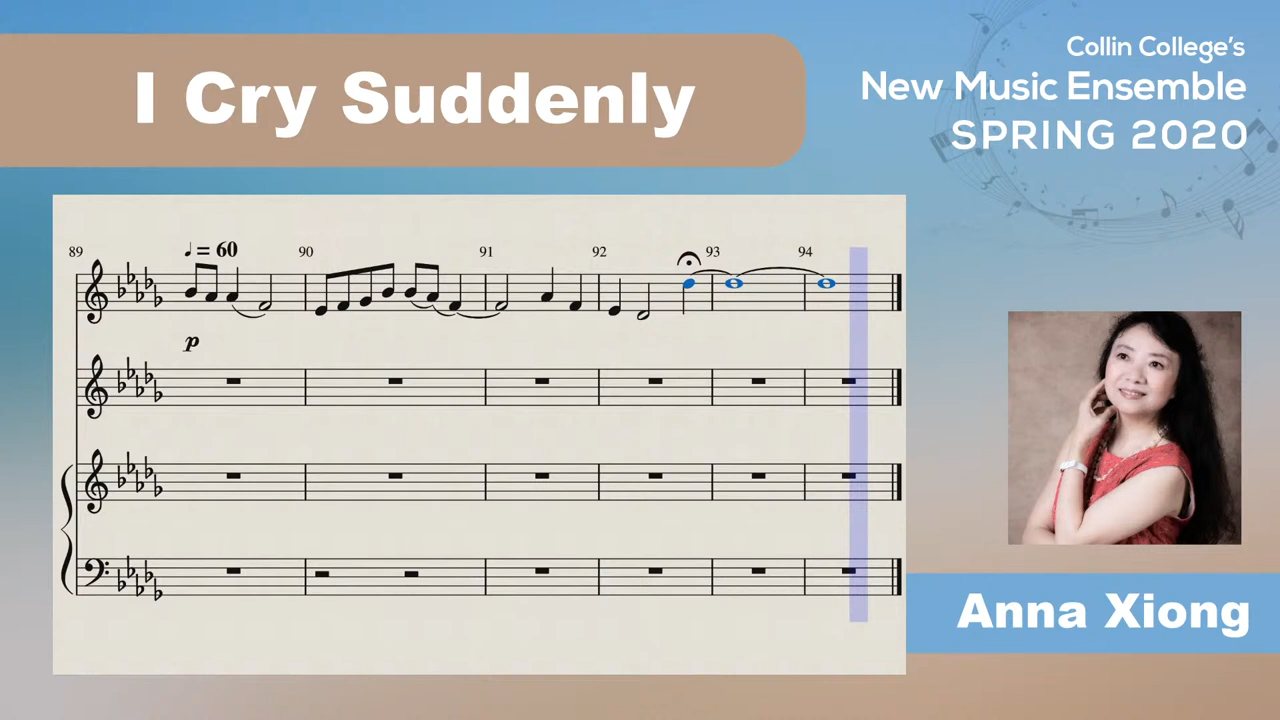 I Cry Suddenly
Collin College's
New Music Ensemble
SPRING 2020
89
♩ = 60
90
91
92
93
94
p
Anna Xiong